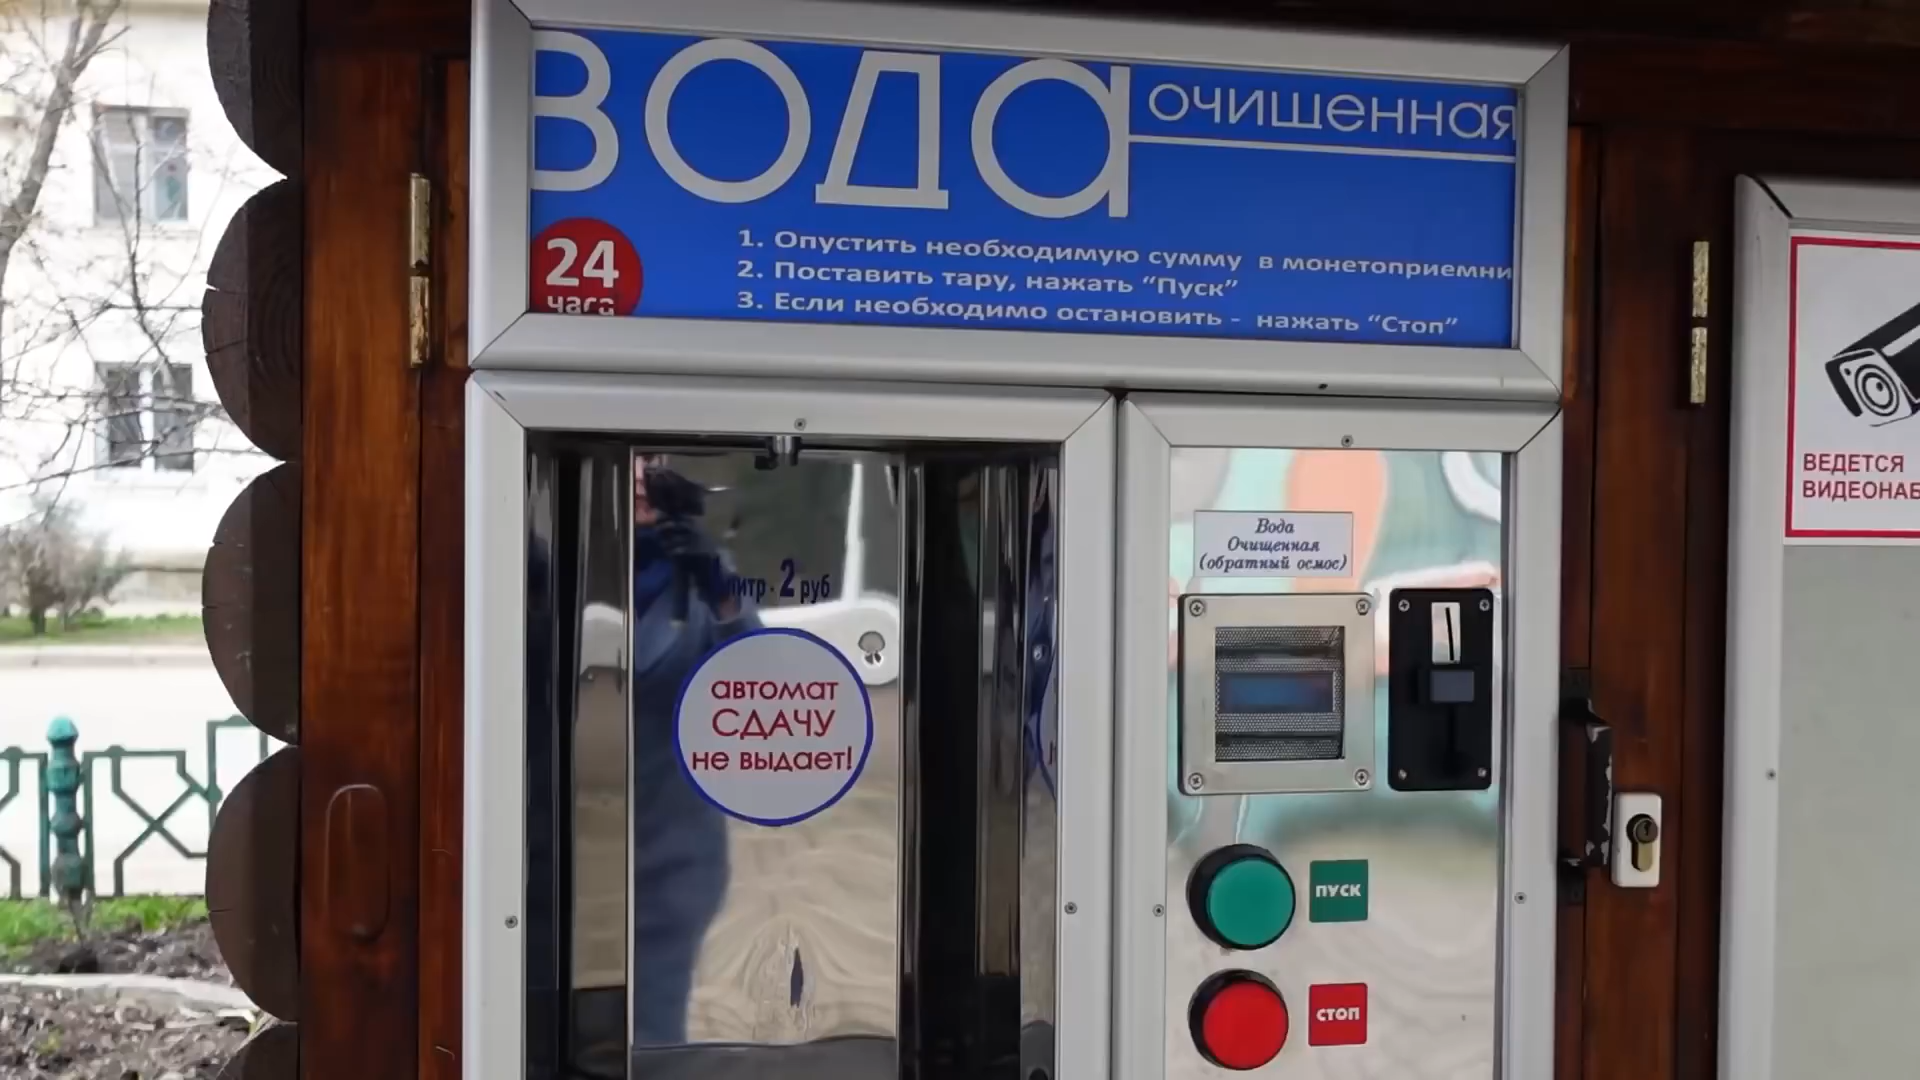 вода очищенная
24
часа
1. Опустить необходимую сумму в монетоприемни
2. Поставить тару, нажать “Пуск”
3. Если необходимо остановить - нажать “Стоп”
литр - 2 руб
автомат
СДАЧУ
не выдает!
Вода
Очищенная
(обратный осмос)
ПУСК
СТОП
ВЕДЕТСЯ
ВИДЕОНАБ